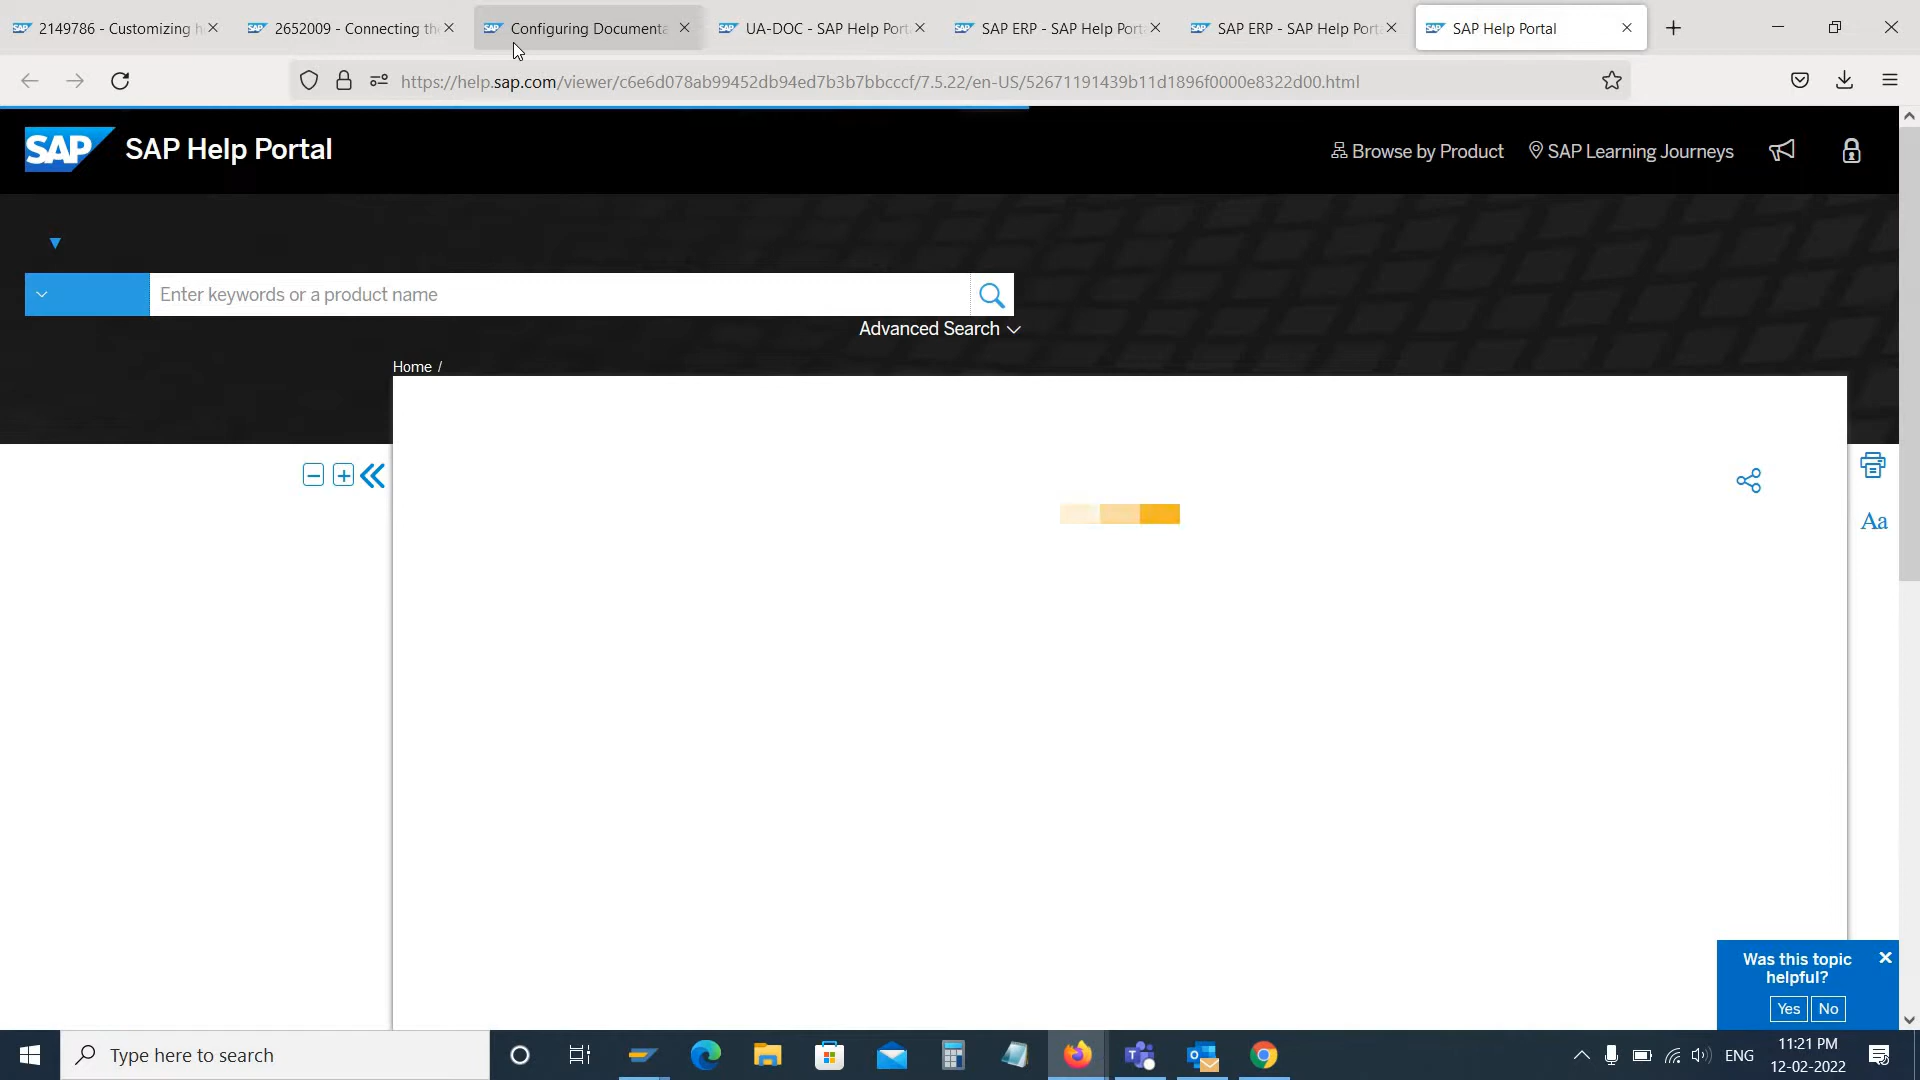 2149786 - Customizing h
2652009 - Connecting th
Configuring Documenta
UA-DOC - SAP Help Port
SAP ERP - SAP Help Port
SAP ERP - SAP Help Port
SAP Help Portal
https://help.sap.com/viewer/c6e6d078ab99452db94ed7b3b7bbcccf/7.5.22/en-US/52671191439b11d1896f0000e8322d00.html
SAP SAP Help Portal
Browse by Product
SAP Learning Journeys
Enter keywords or a product name
Advanced Search
Home /
Aa
Was this topic
helpful?
Yes No
Type here to search
ENG
11:21 PM
12-02-2022